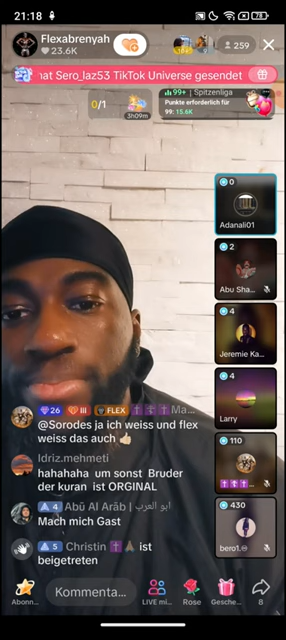 21:18
78
Flexabrenyah
23.6K
259
hat Sero_laz53 TikTok Universe gesendet
0/1
3h09m
99+ | Spitzenliga
Punkte erforderlich für
99: 15.6K
0
Adanali01
2
Abu Sha...
4
Jeremie Ka...
4
Larry
110
430
bero1.
26 III FLEX Ma...
@Sorodes ja ich weiss und flex
weiss das auch
Idriz.mehmeti
hahahaha um sonst Bruder
der kuran ist ORGINAL
4 Abū Al Arāb | ابو العرب
Mach mich Gast
5 Christin ist
beigetreten
Abonn...
Kommenta...
LIVE mi...
Rose
Gesche...
8